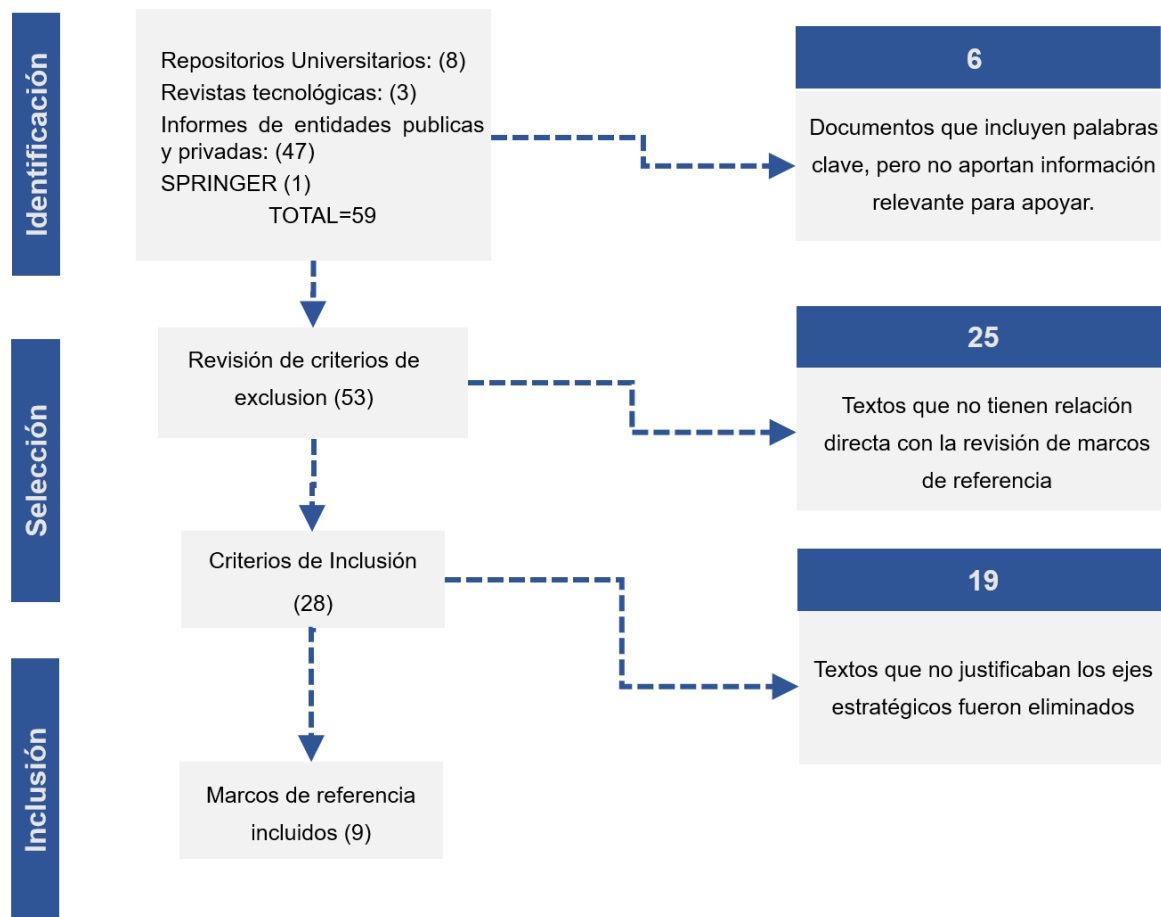 Identificación
Repositorios Universitarios: (8)
Revistas tecnológicas: (3)
Informes de entidades publicas
y privadas: (47)
SPRINGER (1)
TOTAL=59
6
Documentos que incluyen palabras
clave, pero no aportan información
relevante para apoyar.
Selección
Revisión de criterios de
exclusion (53)
25
Textos que no tienen relación
directa con la revisión de marcos
de referencia
Criterios de Inclusión
(28)
19
Textos que no justificaban los ejes
estratégicos fueron eliminados
Inclusión
Marcos de referencia
incluidos (9)